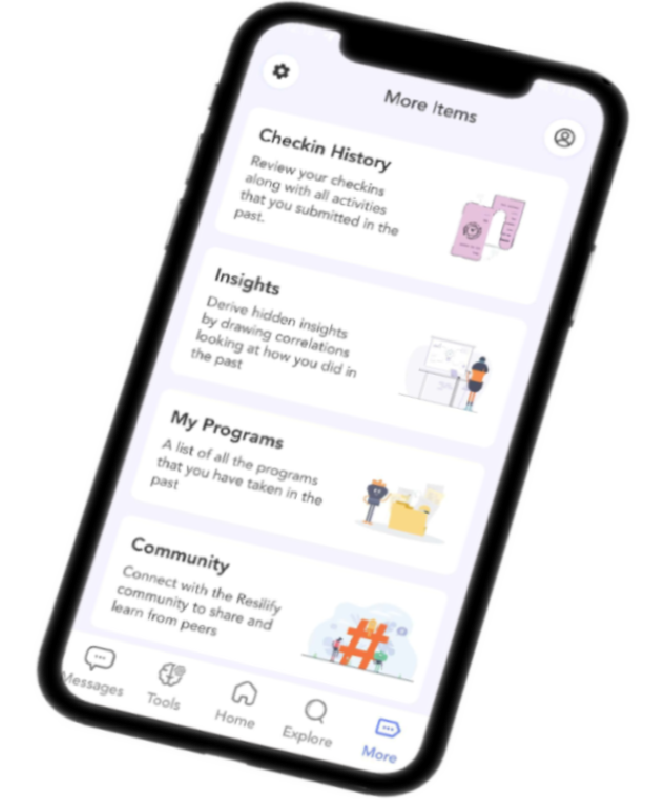 More Items
Checkin History
Review your checkins
along with all activities
that you submitted in the
past.
Insights
Derive hidden insights
by drawing correlations
looking at how you did in
the past
My Programs
A list of all the programs
that you have taken in the
past
Community
Connect with the Resilify
community to share and
learn from peers
#
Messages
Tools
Home
Explore
More